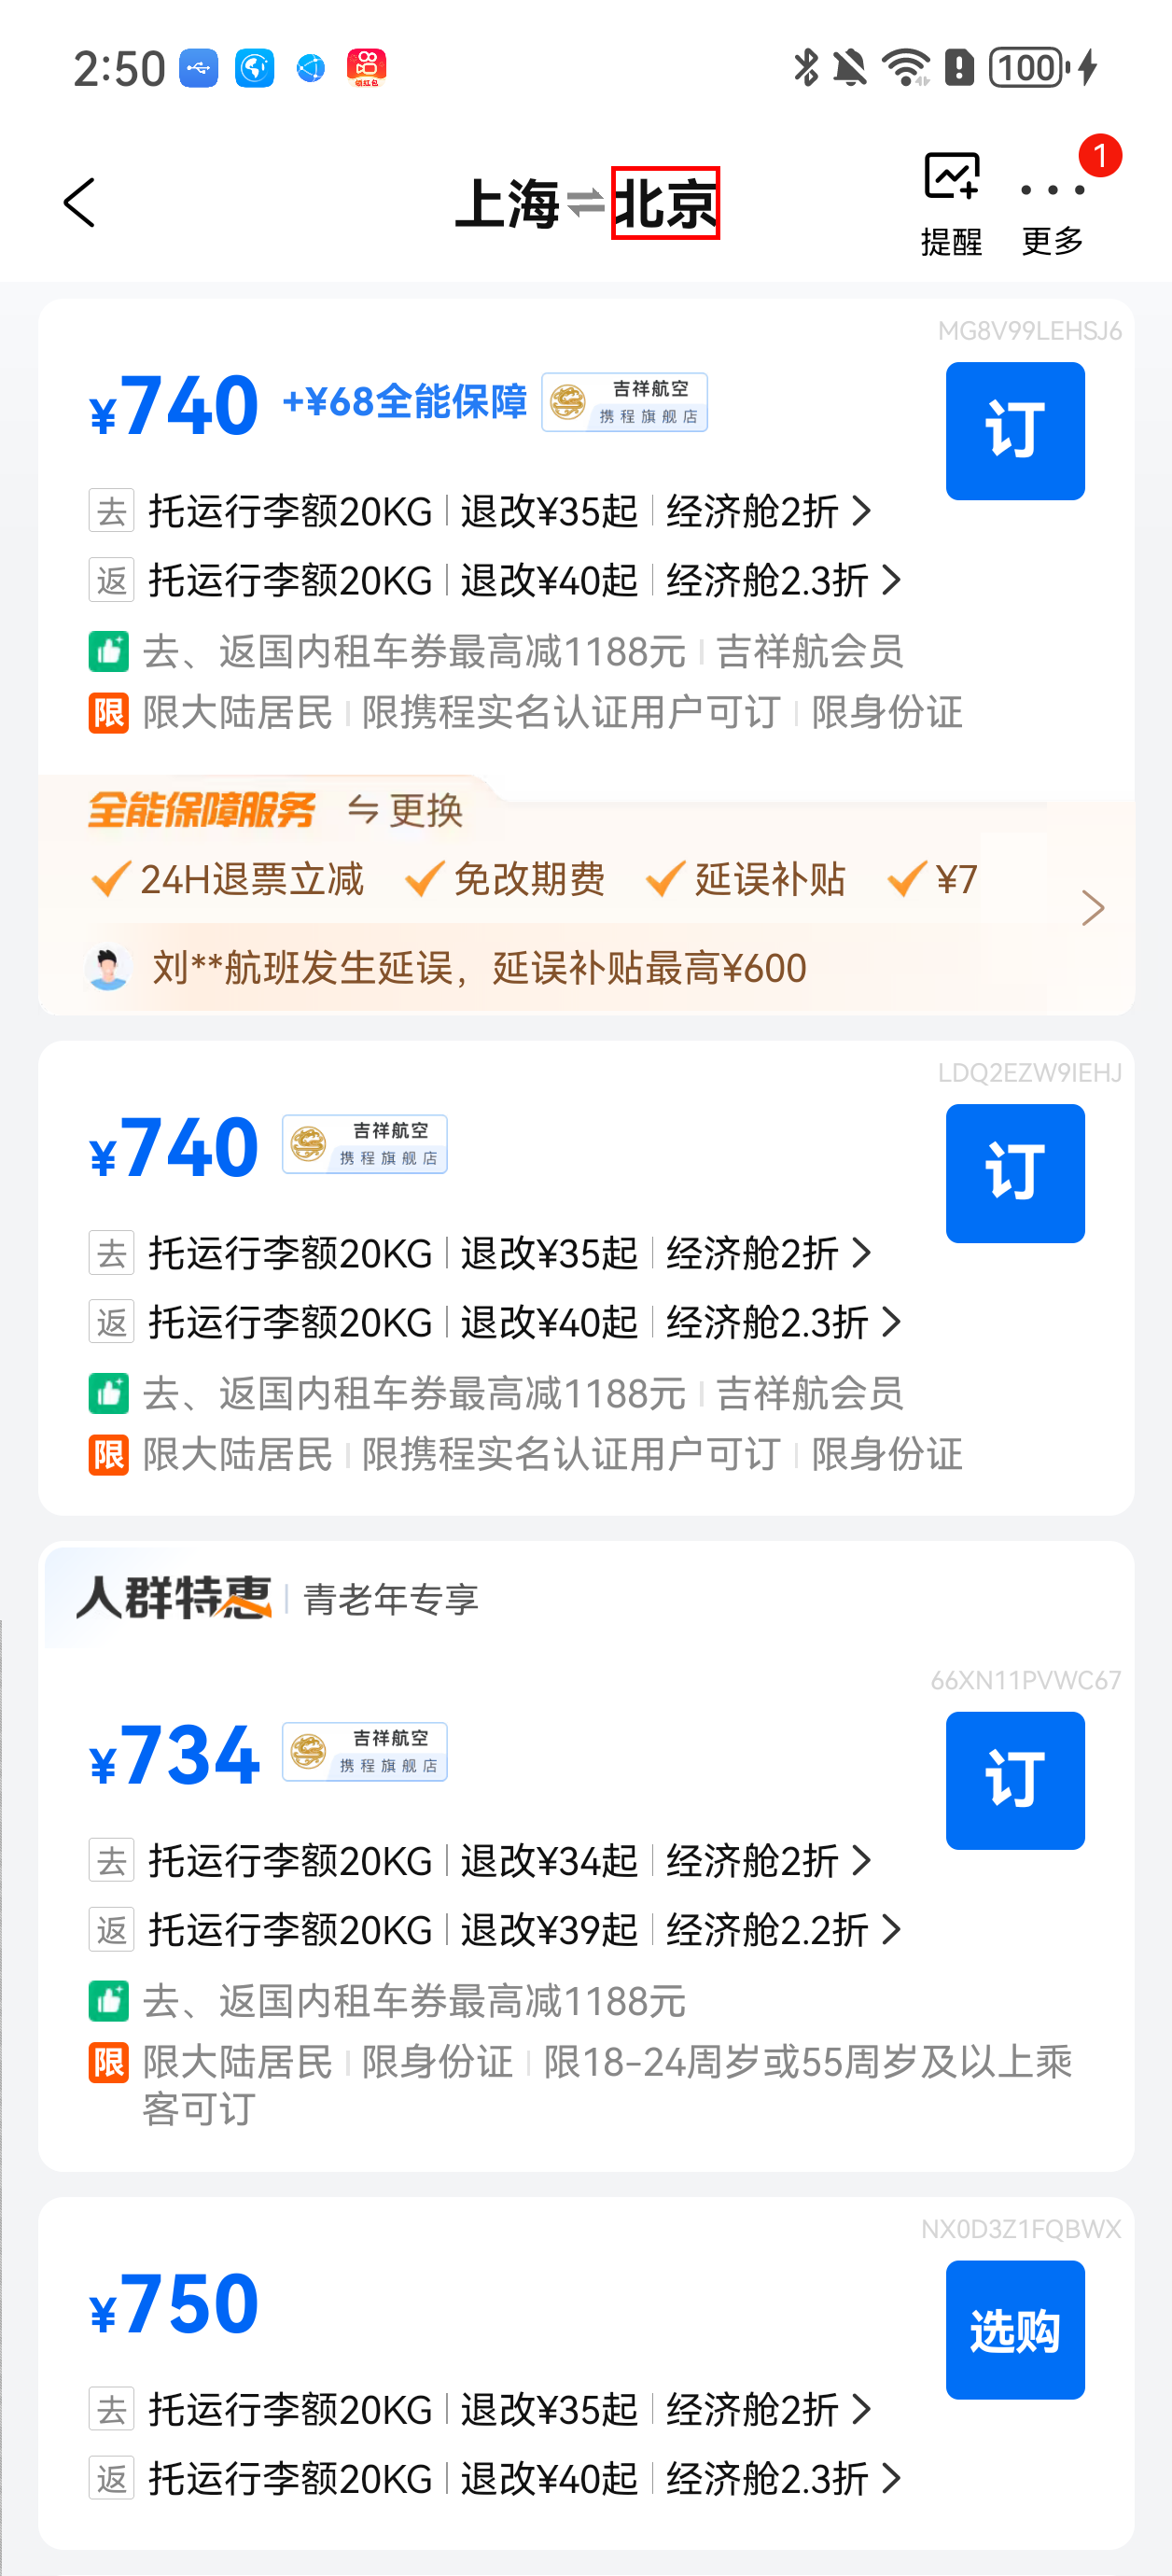 2:50
领红包
100
上海⇌北京
1
提醒
更多
MG8V99LEHSJ6
¥740 +¥68全能保障 吉祥航空 携程旗舰店
订
去 托运行李额20KG 退改¥35起 经济舱2折
返 托运行李额20KG 退改¥40起 经济舱2.3折
去、返国内租车券最高减1188元 吉祥航会员
限 限大陆居民 限携程实名认证用户可订 限身份证
全能保障服务 更换
24H退票立减 免改期费 延误补贴 ¥7
刘**航班发生延误，延误补贴最高¥600
LDQ2EZW9IEHJ
¥740 吉祥航空 携程旗舰店
订
去 托运行李额20KG 退改¥35起 经济舱2折
返 托运行李额20KG 退改¥40起 经济舱2.3折
去、返国内租车券最高减1188元 吉祥航会员
限 限大陆居民 限携程实名认证用户可订 限身份证
人群特惠 青老年专享
66XN11PVWC67
¥734 吉祥航空 携程旗舰店
订
去 托运行李额20KG 退改¥34起 经济舱2折
返 托运行李额20KG 退改¥39起 经济舱2.2折
去、返国内租车券最高减1188元
限 限大陆居民 限身份证 限18-24周岁或55周岁及以上乘
客可订
NX0D3Z1FQBWX
¥750
选购
去 托运行李额20KG 退改¥35起 经济舱2折
返 托运行李额20KG 退改¥40起 经济舱2.3折